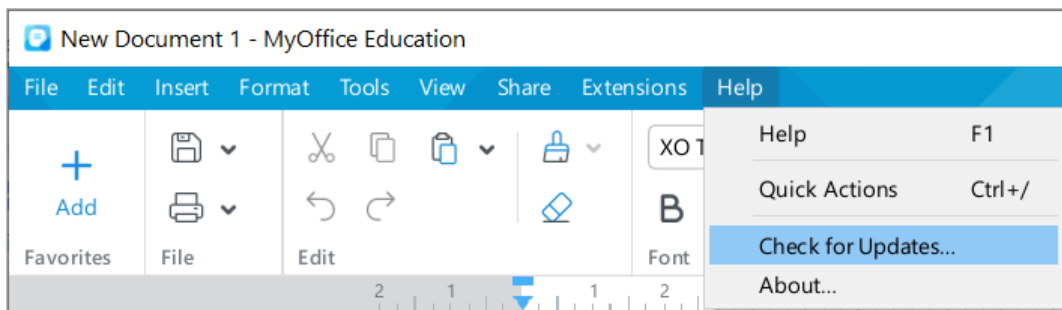 New Document 1 - MyOffice Education
File Edit Insert Format Tools View Share Extensions Help
Help F1
XO T
Quick Actions Ctrl+/
Add
B
Check for Updates...
Favorites File Edit Font
About...
2 1 1 2